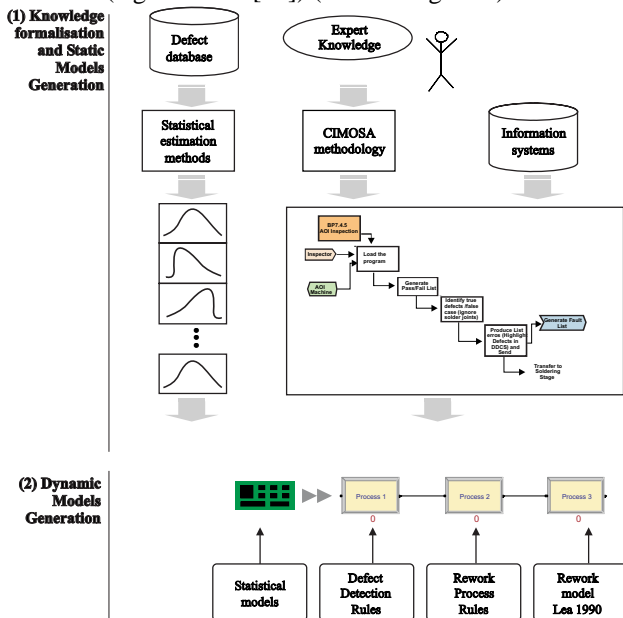 (1) Knowledge
formalisation
and Static
Models
Generation
Defect
database
Expert
Knowledge
Statistical
estimation
methods
CIMOSA
methodology
Information
systems
BP7.4.5
AOI Inspection
Inspector
Load the
program
AOI
Machine
Generate
Pass/Fail List
Identify true
defects /false
case (ignore
solder joints)
Produce List
erros (Highlight
Defects in
DDCS) and
Send
Generate Fault
List
Transfer to
Soldering
Stage
(2) Dynamic
Models
Generation
Process 1
Process 2
Process 3
0
0
0
Statistical
models
Defect
Detection
Rules
Rework
Process
Rules
Rework
model
Lea 1990